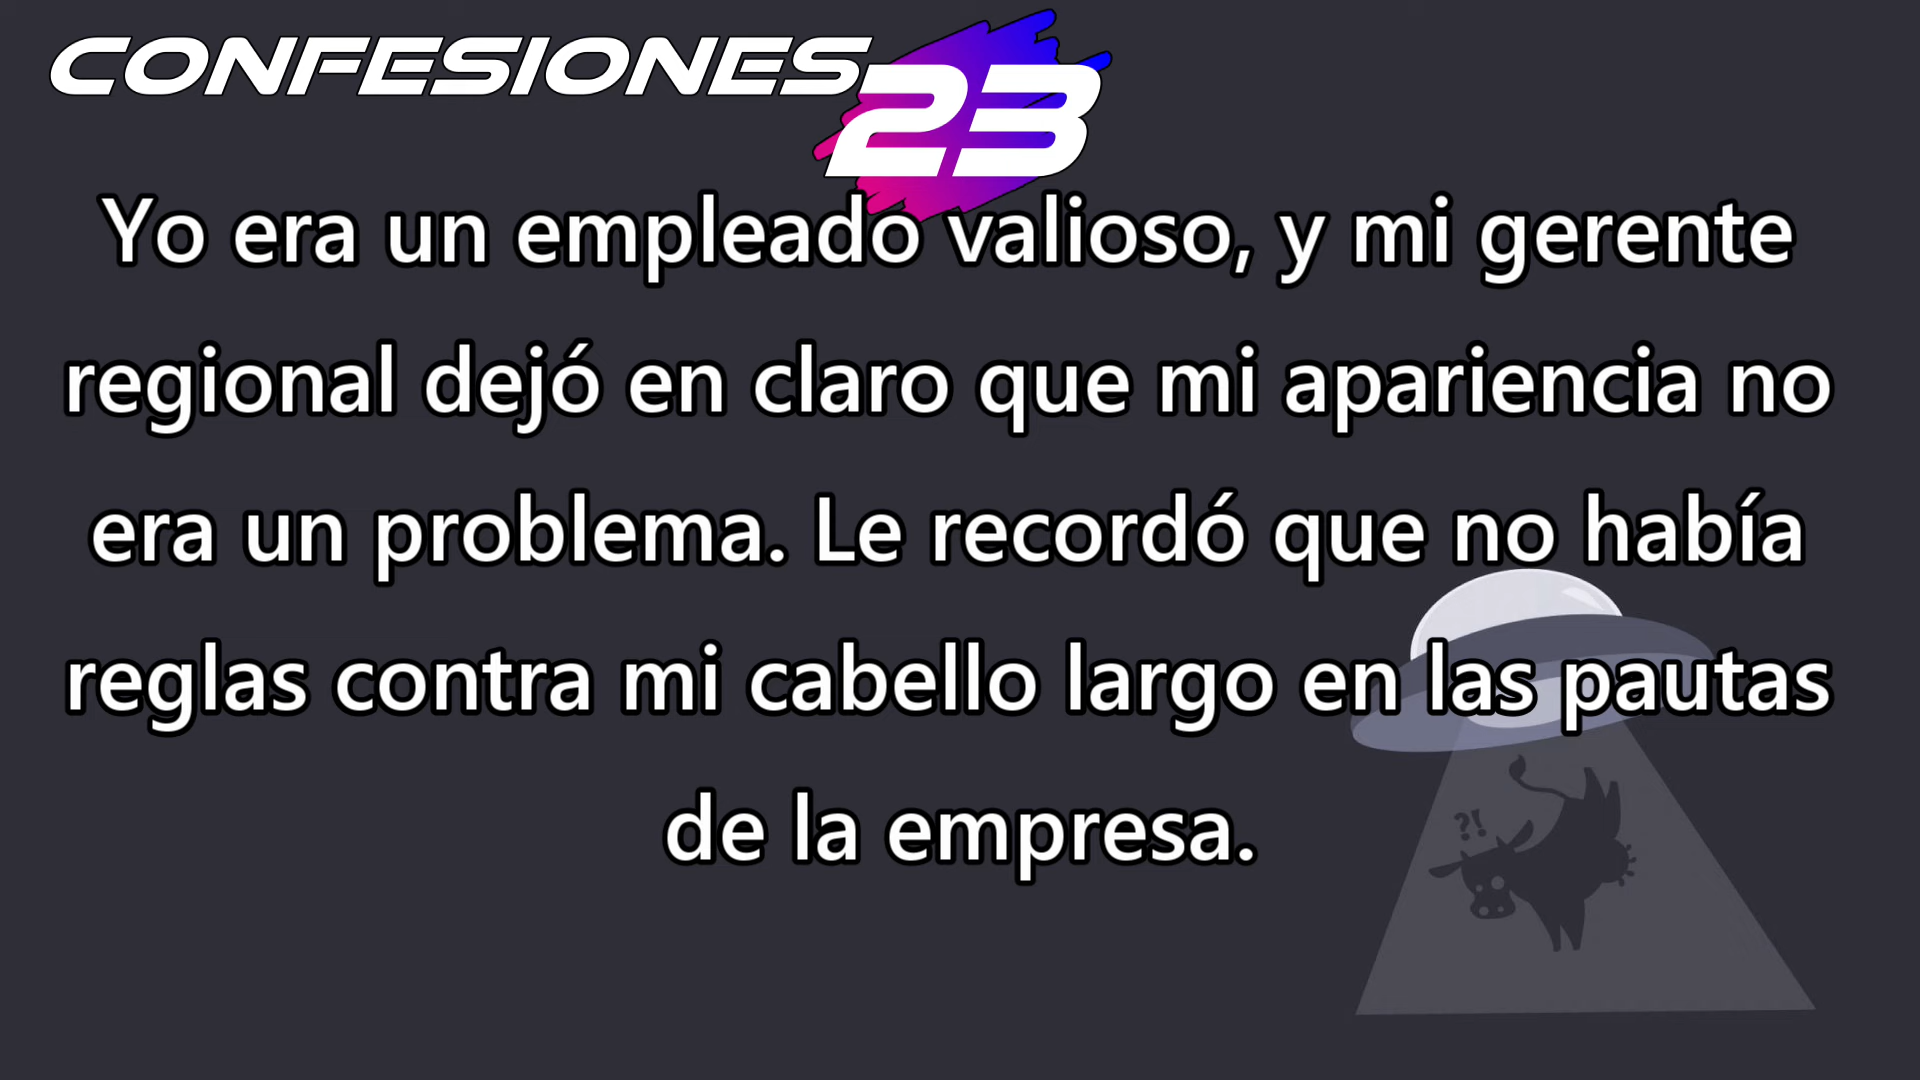 CONFESIONES 23
Yo era un empleado valioso, y mi gerente
regional dejó en claro que mi apariencia no
era un problema. Le recordó que no había
reglas contra mi cabello largo en las pautas
de la empresa.
?!